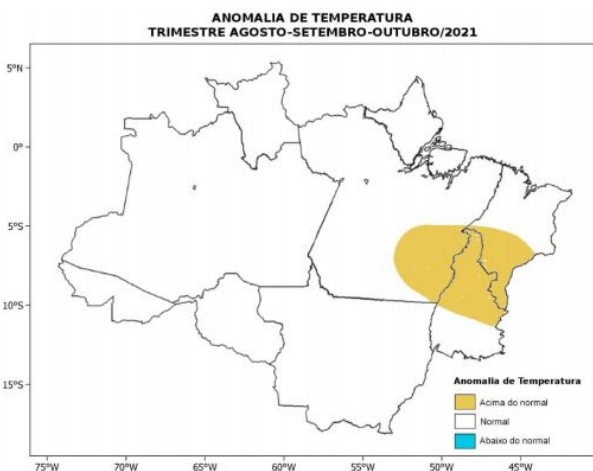 ANOMALIA DE TEMPERATURA
TRIMESTRE AGOSTO-SETEMBRO-OUTUBRO/2021
5°N
0°
5°S
10°S
15°S
Anomalia de Temperatura
Acima do normal
Normal
Abaixo do normal
75°W 70°W 65°W 60°W 55°W 50°W 45°W